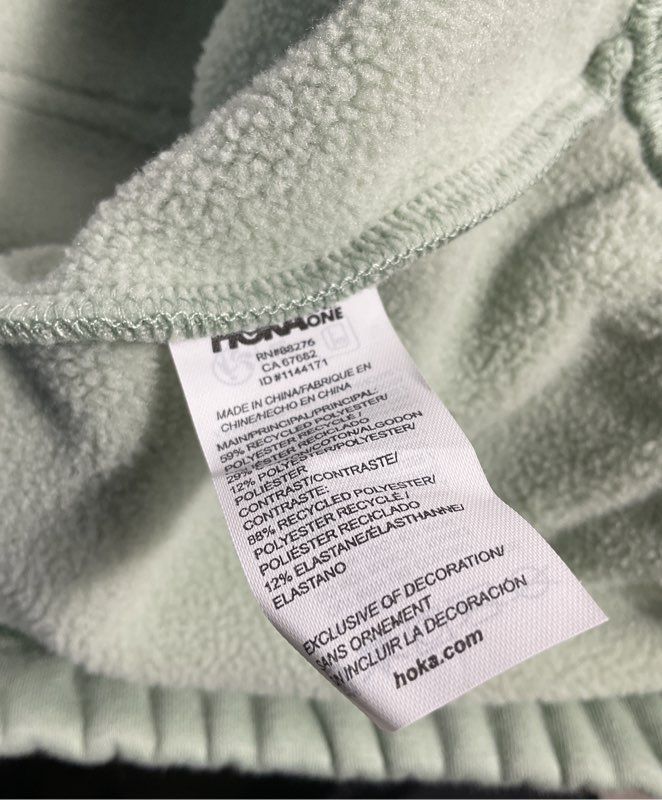 HOKA ONE
RN#88276
CA 67682
ID#1144171
MADE IN CHINA/FABRIQUE EN
CHINE/HECHO EN CHINA
MAIN/PRINCIPAL/PRINCIPAL:
59% RECYCLED POLYESTER/
POLYESTER RECYCLÉ /
POLIÉSTER RECICLADO
29% COTTON/COTON/ALGODON
12% POLYESTER/POLYESTER/
POLIÉSTER
CONTRAST/CONTRASTE/
CONTRASTE:
88% RECYCLED POLYESTER/
POLYESTER RECYCLÉ /
POLIÉSTER RECICLADO
12% ELASTANE/ÉLASTHANNE/
ELASTANO
EXCLUSIVE OF DECORATION/
SANS ORNEMENT
IN INCLUIR LA DECORACIÓN
hoka.com